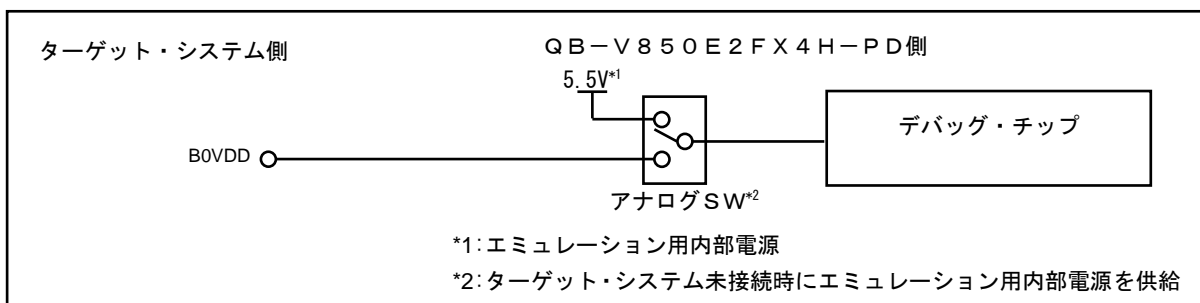 ターゲット・システム側
ＱＢ－Ｖ８５０Ｅ２ＦＸ４Ｈ－ＰＤ側
5.5V*1
デバッグ・チップ
B0VDD
アナログＳＷ*2
*1:エミュレーション用内部電源
*2:ターゲット・システム未接続時にエミュレーション用内部電源を供給